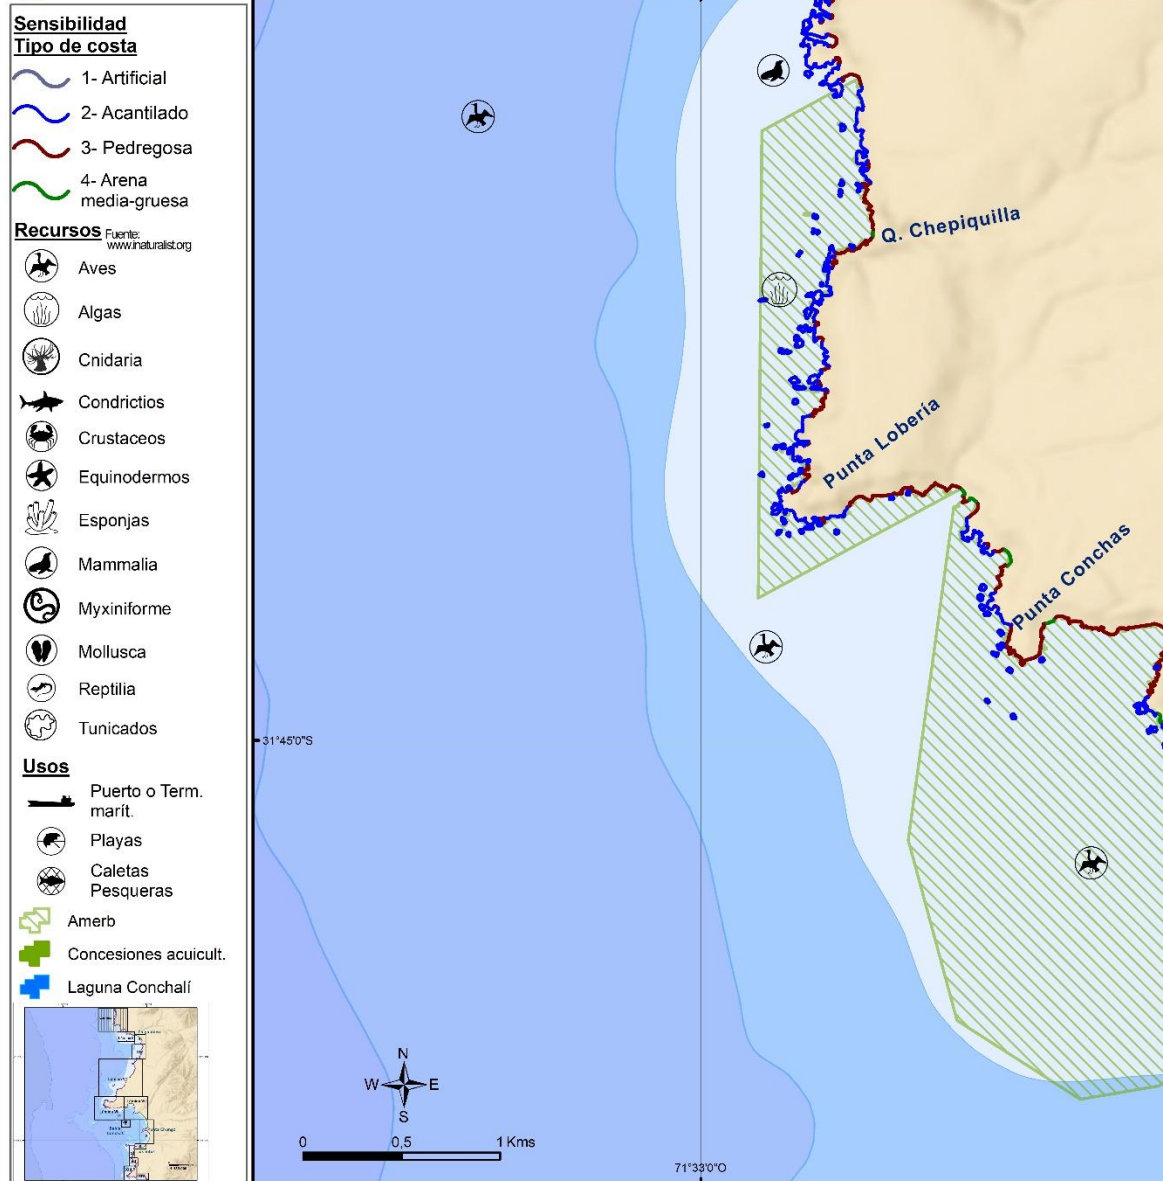 Sensibilidad
Tipo de costa
1- Artificial
2- Acantilado
3- Pedregosa
4- Arena
media-gruesa
Recursos Fuente:
www.inaturalist.org
Aves
Algas
Cnidaria
Condrictios
Crustaceos
Equinodermos
Esponjas
Mammalia
Myxiniforme
Mollusca
Reptilia
Tunicados
Usos
Puerto o Term.
marít.
Playas
Caletas
Pesqueras
Amerb
Concesiones acuicult.
Laguna Conchalí
Q. Chepiquilla
Punta Lobería
Punta Conchas
31°45'0"S
N
W E
S
0 0,5 1 Kms
71°33'0"O